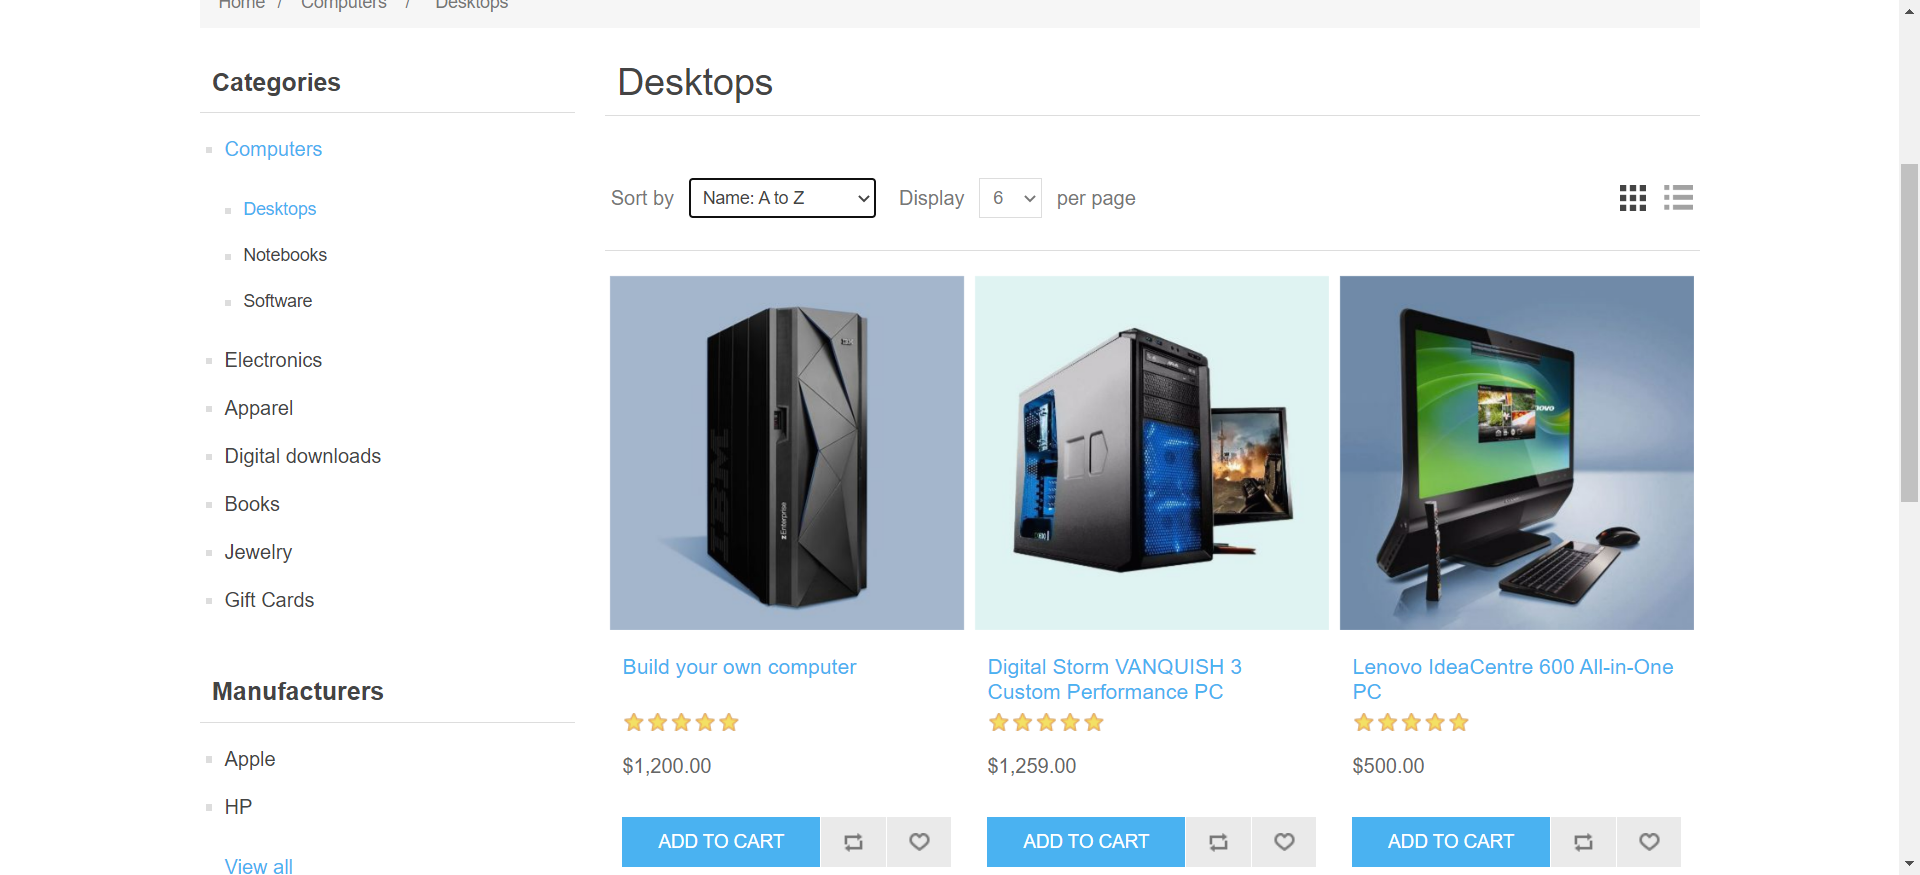 Home / Computers / Desktops
Categories
Computers
Desktops
Notebooks
Software
Electronics
Apparel
Digital downloads
Books
Jewelry
Gift Cards
Manufacturers
Apple
HP
View all
Desktops
Sort by Name: A to Z Display 6 per page
IBM
zEnterprise
Build your own computer
$1,200.00
ADD TO CART
Digital Storm VANQUISH 3
Custom Performance PC
$1,259.00
ADD TO CART
Lenovo IdeaCentre 600 All-in-One
PC
$500.00
ADD TO CART